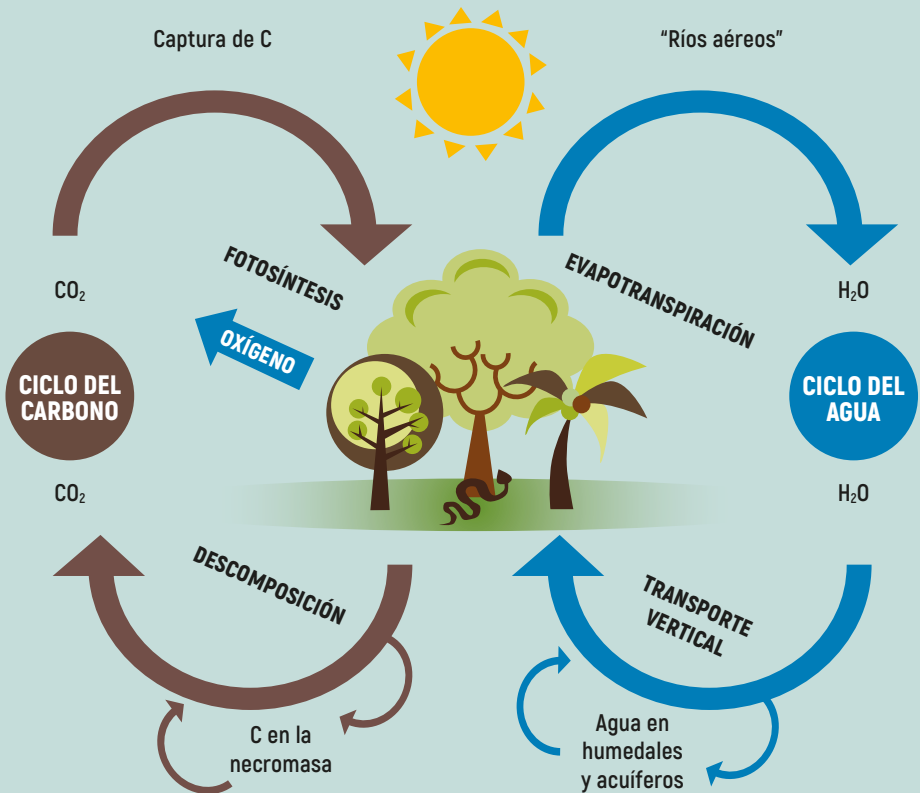 Captura de C
“Ríos aéreos”
FOTOSÍNTESIS
EVAPOTRANSPIRACIÓN
CO₂
H₂O
OXÍGENO
CICLO DEL
CARBONO
CICLO DEL
AGUA
CO₂
H₂O
DESCOMPOSICIÓN
TRANSPORTE
VERTICAL
C en la
necromasa
Agua en
humedales
y acuíferos